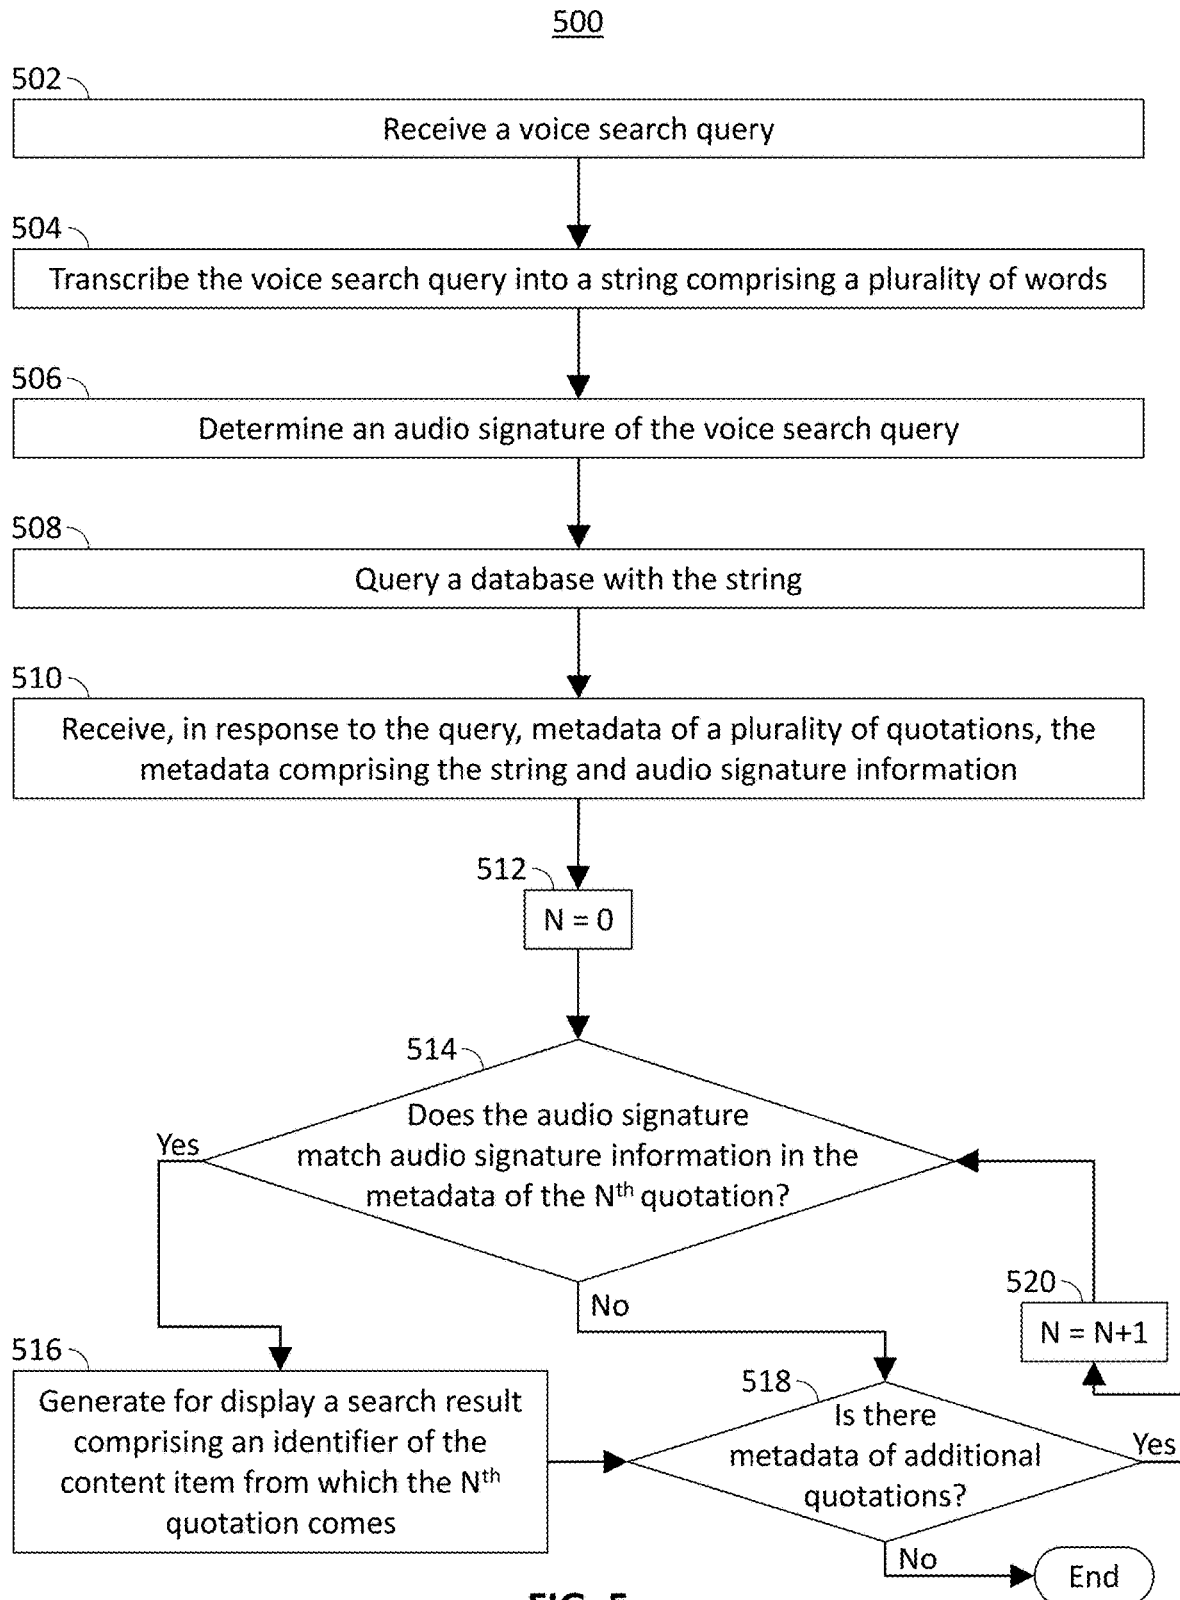 500
502
Receive a voice search query
504
Transcribe the voice search query into a string comprising a plurality of words
506
Determine an audio signature of the voice search query
508
Query a database with the string
510
Receive, in response to the query, metadata of a plurality of quotations, the
metadata comprising the string and audio signature information
512
N = 0
514
Does the audio signature
match audio signature information in the
metadata of the Nth quotation?
Yes
No
520
N = N+1
516
Generate for display a search result
comprising an identifier of the
content item from which the Nth
quotation comes
518
Is there
metadata of additional
quotations?
Yes
No
End